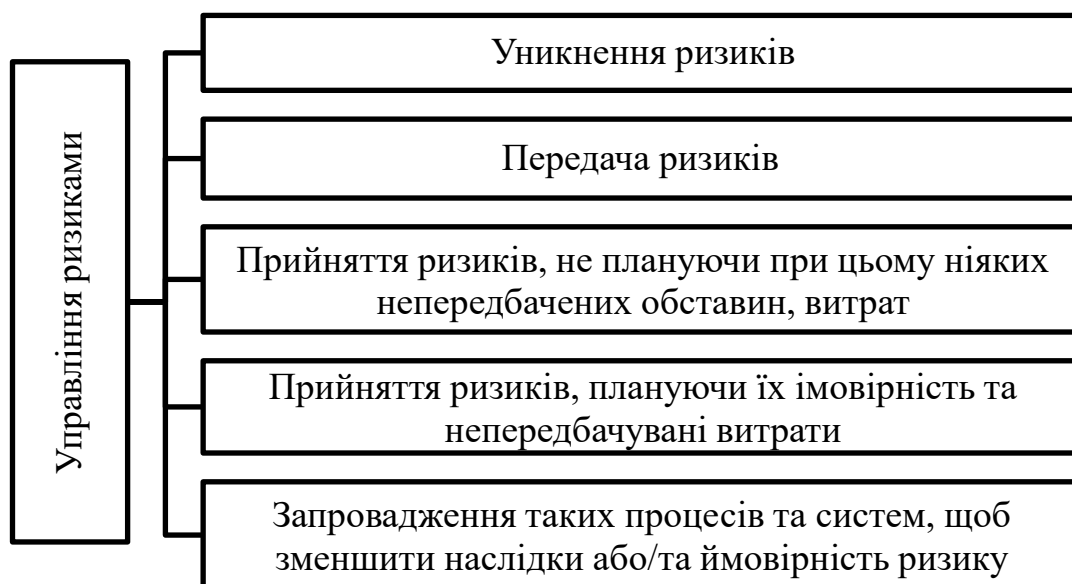 Управління ризиками
Уникнення ризиків
Передача ризиків
Прийняття ризиків, не плануючи при цьому ніяких
непередбачених обставин, витрат
Прийняття ризиків, плануючи їх імовірність та
непередбачувані витрати
Запровадження таких процесів та систем, щоб
зменшити наслідки або/та ймовірність ризику